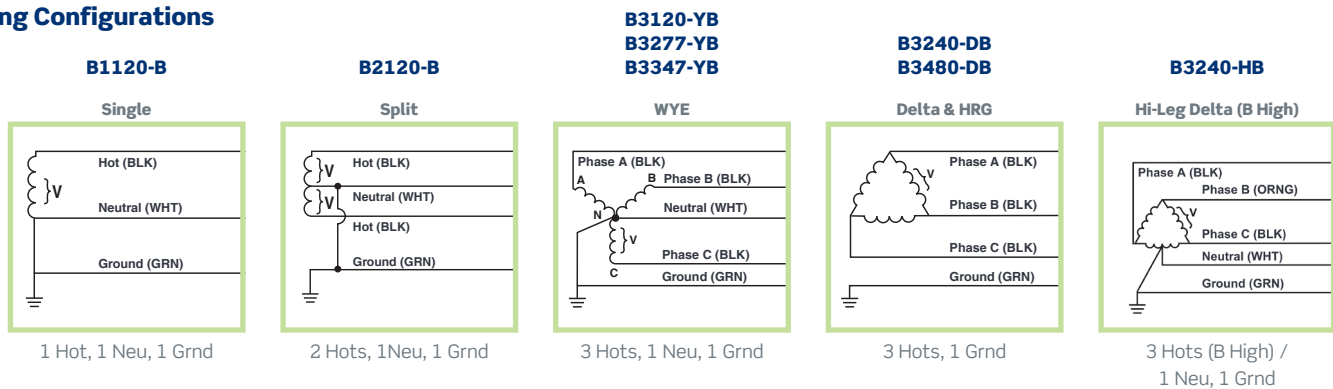 ng Configurations
B1120-B
Single
Hot (BLK)
V
Neutral (WHT)
Ground (GRN)
1 Hot, 1 Neu, 1 Grnd
B2120-B
Split
V
Hot (BLK)
Neutral (WHT)
V
Hot (BLK)
Ground (GRN)
2 Hots, 1Neu, 1 Grnd
B3120-YB
B3277-YB
B3347-YB
WYE
Phase A (BLK)
A
B Phase B (BLK)
N
Neutral (WHT)
V
Phase C (BLK)
C
Ground (GRN)
3 Hots, 1 Neu, 1 Grnd
B3240-DB
B3480-DB
Delta & HRG
Phase A (BLK)
V
Phase B (BLK)
Phase C (BLK)
Ground (GRN)
3 Hots, 1 Grnd
B3240-HB
Hi-Leg Delta (B High)
Phase A (BLK)
Phase B (ORNG)
V
Phase C (BLK)
Neutral (WHT)
Ground (GRN)
3 Hots (B High) /
1 Neu, 1 Grnd